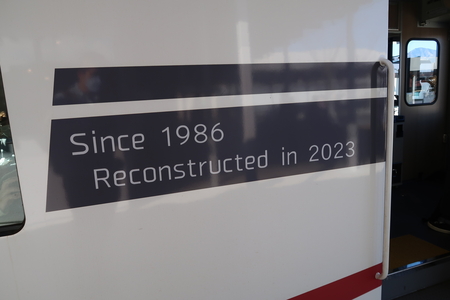 Since 1986
Reconstructed in 2023